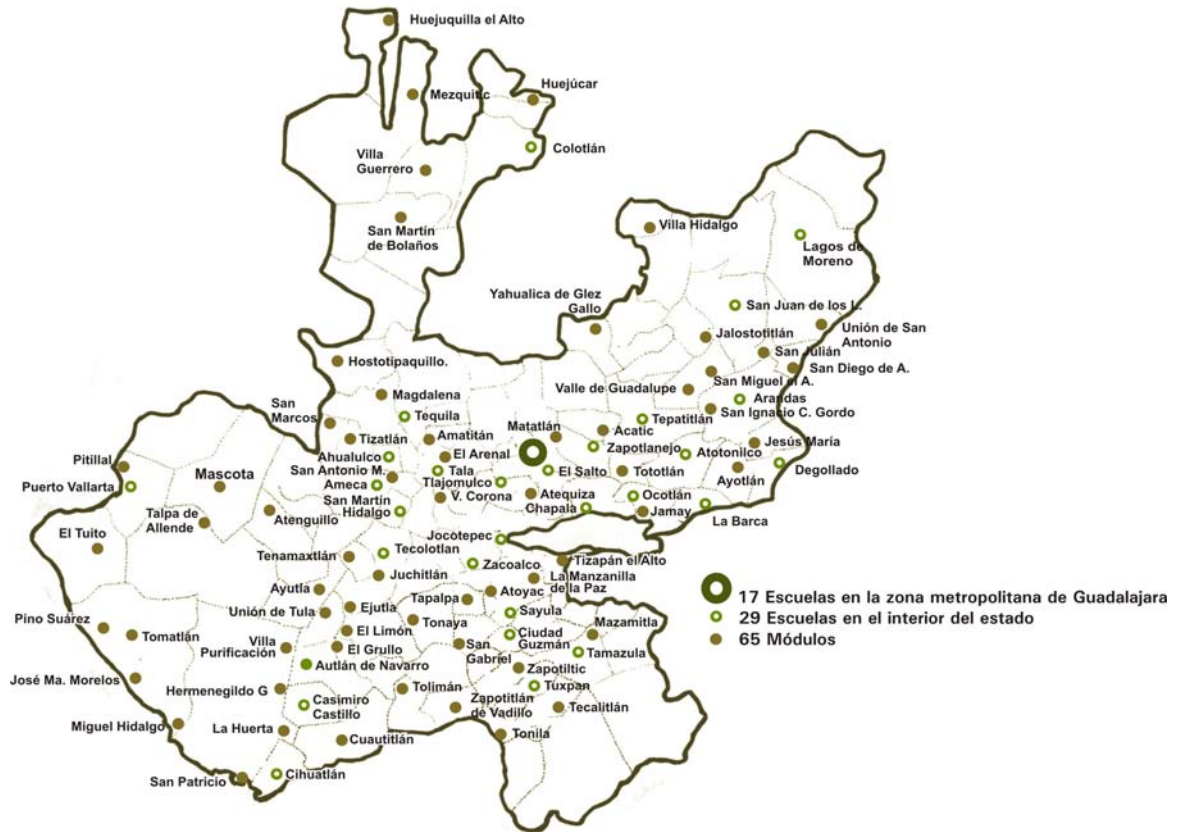 Huejuquilla el Alto
Mezquitic
Huejúcar
Colotlán
Villa
Guerrero
San Martín
de Bolaños
Villa Hidalgo
Lagos de
Moreno
Yahualica de Glez
Gallo
San Juan de los L.
Jalostotitlán
Unión de San
Antonio
San Julián
San Diego de A.
Hostotipaquillo.
Valle de Guadalupe
San Miguel el A.
Magdalena
Arandas
San Ignacio C. Gordo
San
Marcos
Tequila
Tepatitlán
Tizatlán
Amatitán
Matatlán
Acatic
Zapotlanejo
Jesús María
Ahualulco
El Arenal
Atotonilco
Pitillal
Mascota
San Antonio M.
Tala
El Salto
Tototlán
Degollado
Ameca
Tlajomulco
Ayotlán
Puerto Vallarta
San Martín
Hidalgo
V. Corona
Atequiza
Ocotlán
Chapala
Jamay
La Barca
Talpa de
Allende
Atenguillo
El Tuito
Jocotepec
Tenamaxtlán
Tecolotlan
Zacoalco
Tizapán el Alto
Juchitlán
La Manzanilla
de la Paz
Ayutla
Atoyac
Tapalpa
Unión de Tula
Ejutla
Sayula
Pino Suárez
Tonaya
Mazamitla
Tomatlán
El Limón
Ciudad
Guzmán
Villa
Purificación
El Grullo
San
Gabriel
Tamazula
Autlán de Navarro
Zapotiltic
José Ma. Morelos
Hermenegildo G
Tolimán
Tuxpan
Casimiro
Castillo
Zapotitlán
de Vadillo
Tecalitlán
Miguel Hidalgo
La Huerta
Cuautitlán
Tonila
San Patricio
Cihuatlán
17 Escuelas en la zona metropolitana de Guadalajara
29 Escuelas en el interior del estado
65 Módulos